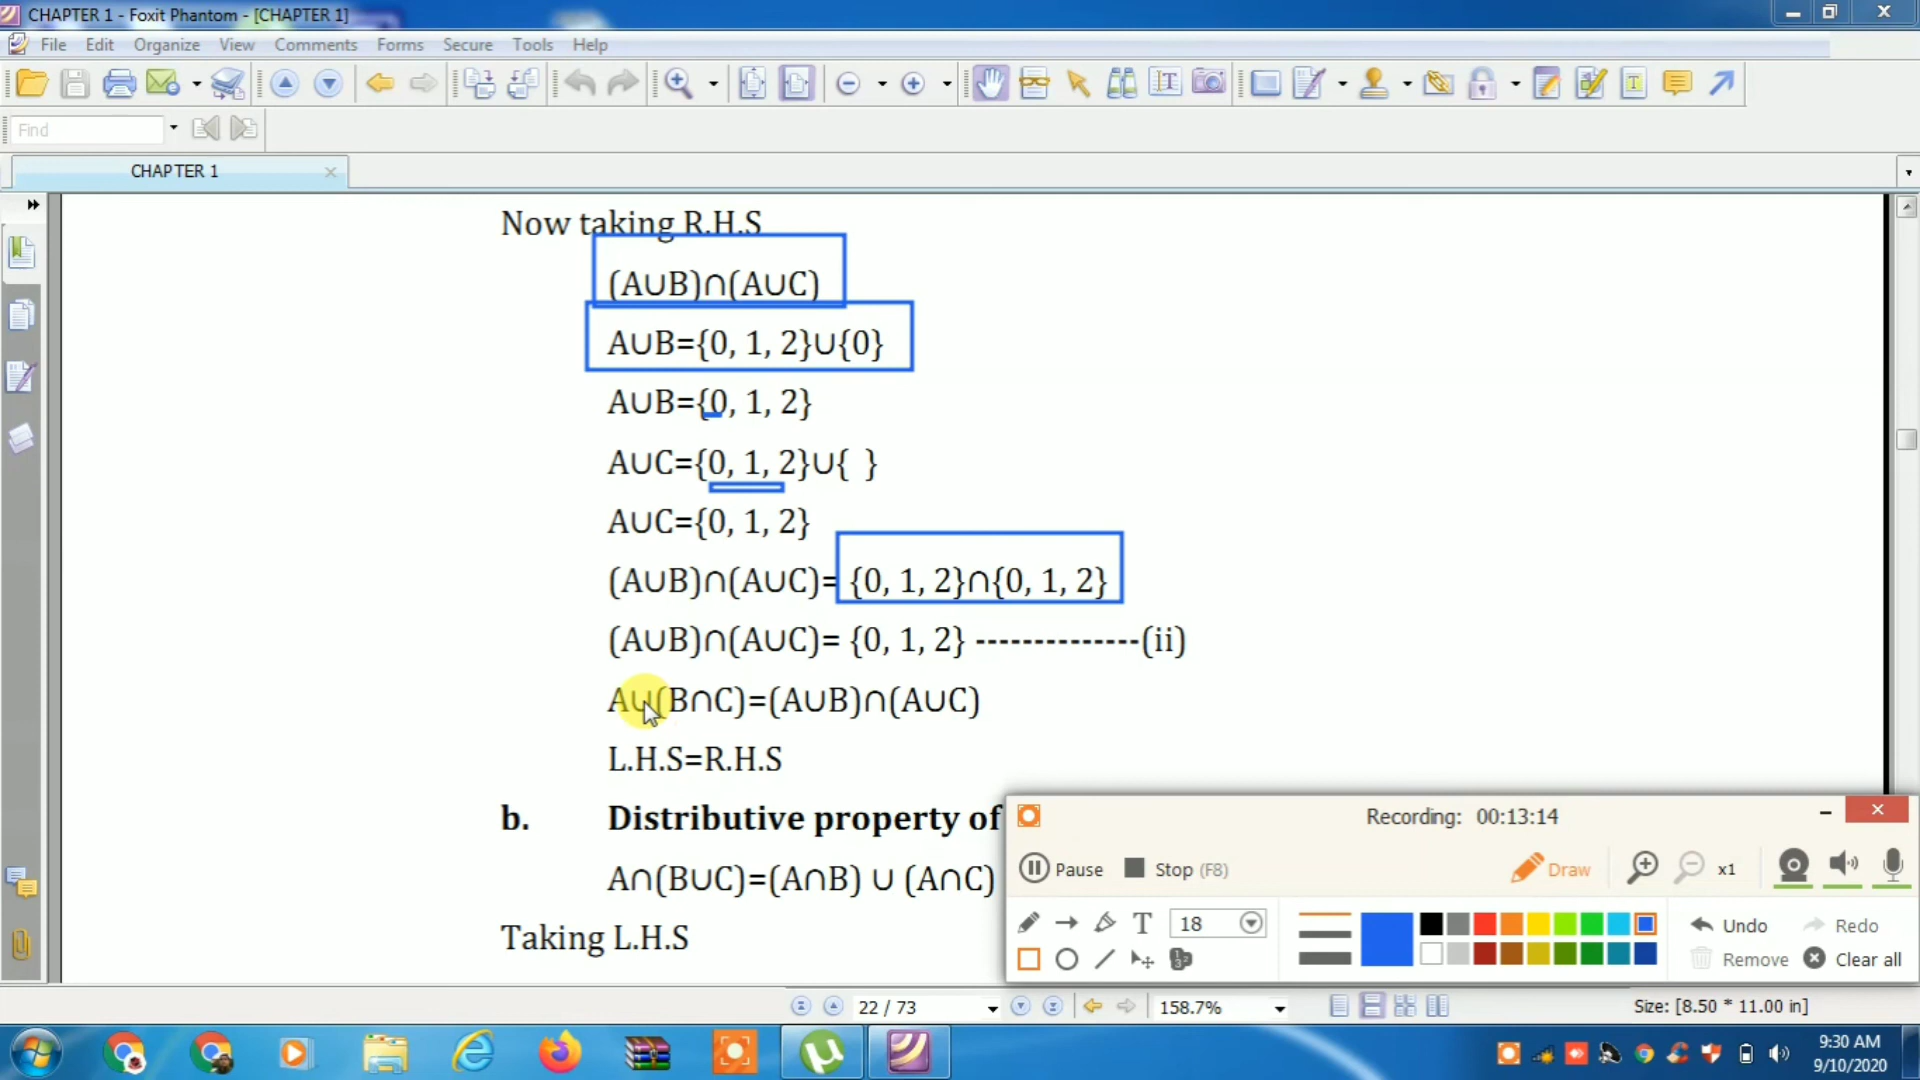 CHAPTER 1 - Foxit Phantom - [CHAPTER 1]
File Edit Organize View Comments Forms Secure Tools Help
Find
CHAPTER 1
Now taking R.H.S
(A∪B)∩(A∪C)
A∪B={0, 1, 2}∪{0}
A∪B={0, 1, 2}
A∪C={0, 1, 2}∪{ }
A∪C={0, 1, 2}
(A∪B)∩(A∪C)= {0, 1, 2}∩{0, 1, 2}
(A∪B)∩(A∪C)= {0, 1, 2} --------------(ii)
A∪(B∩C)=(A∪B)∩(A∪C)
L.H.S=R.H.S
b. Distributive property of
A∩(B∪C)=(A∩B) ∪ (A∩C)
Taking L.H.S
Recording: 00:13:14
Pause Stop (F8) Draw x1
T 18 Undo Redo
Remove Clear all
22 / 73 158.7% Size: [8.50 * 11.00 in]
9:30 AM
9/10/2020